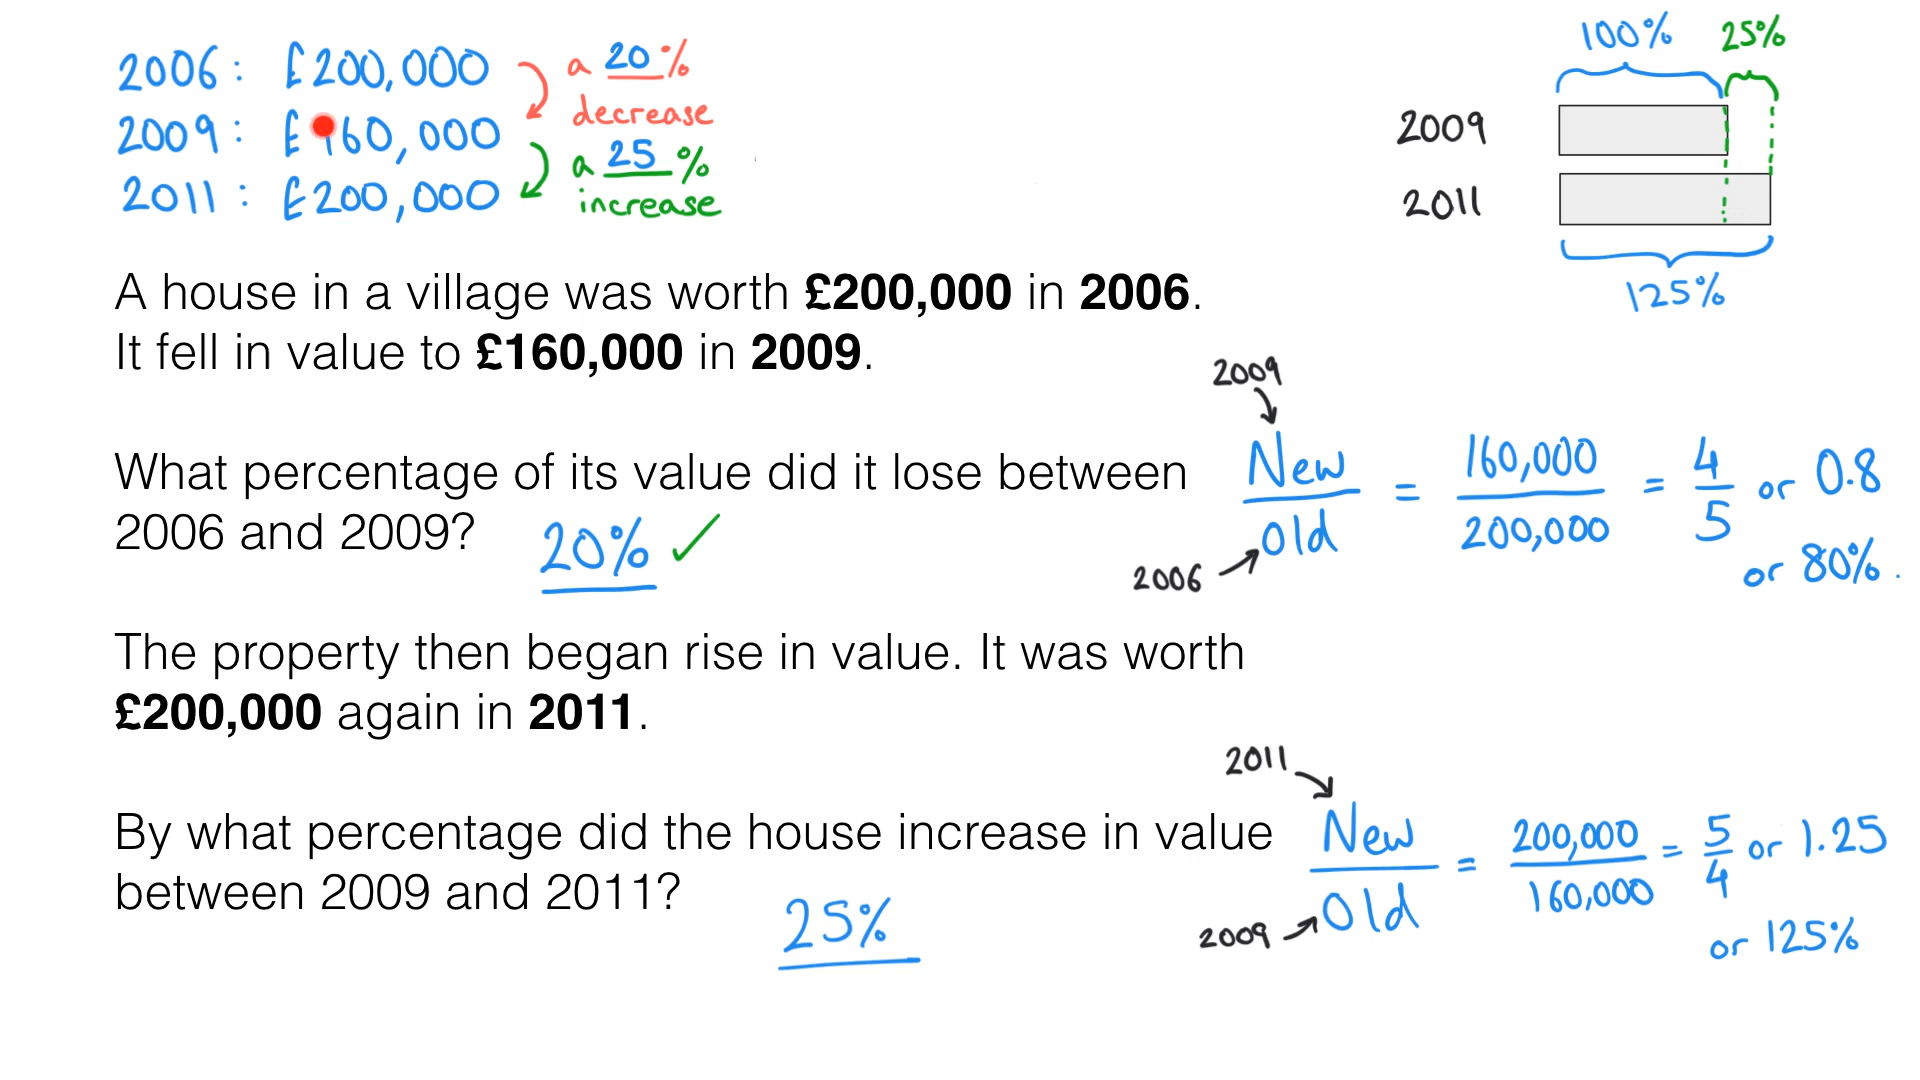 2006: £200,000
a 20%
decrease
2009: £160,000
a 25%
increase
2011: £200,000
100% 25%
2009
2011
125%
A house in a village was worth £200,000 in 2006.
It fell in value to £160,000 in 2009.
What percentage of its value did it lose between
2006 and 2009?
20% ✓
2009
New/Old = 160,000/200,000 = 4/5 or 0.8
2006
or 80%.
The property then began rise in value. It was worth
£200,000 again in 2011.
By what percentage did the house increase in value
between 2009 and 2011?
25%
2011
New/Old = 200,000/160,000 = 5/4 or 1.25
2009
or 125%